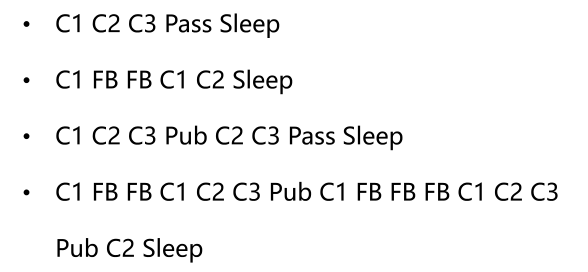 • C1 C2 C3 Pass Sleep
• C1 FB FB C1 C2 Sleep
• C1 C2 C3 Pub C2 C3 Pass Sleep
• C1 FB FB C1 C2 C3 Pub C1 FB FB FB C1 C2 C3
Pub C2 Sleep